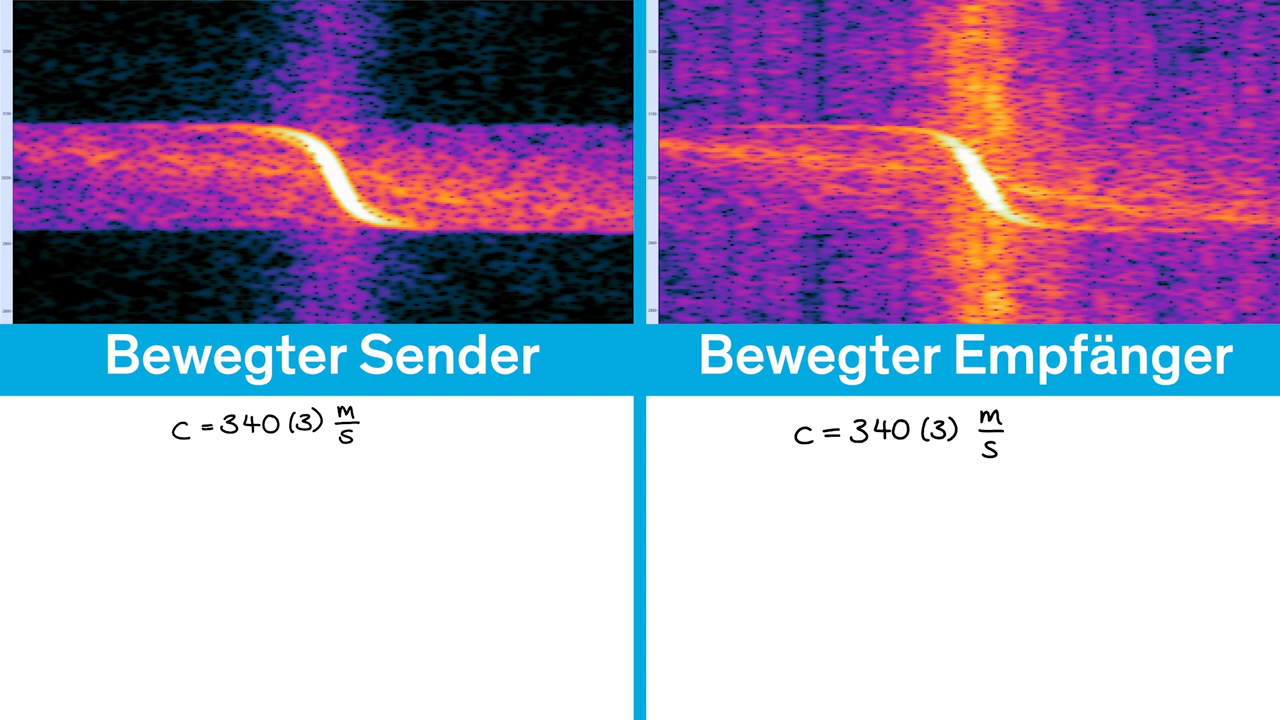 Bewegter Sender
Bewegter Empfänger
c = 340 (3) m/s
c = 340 (3) m/s